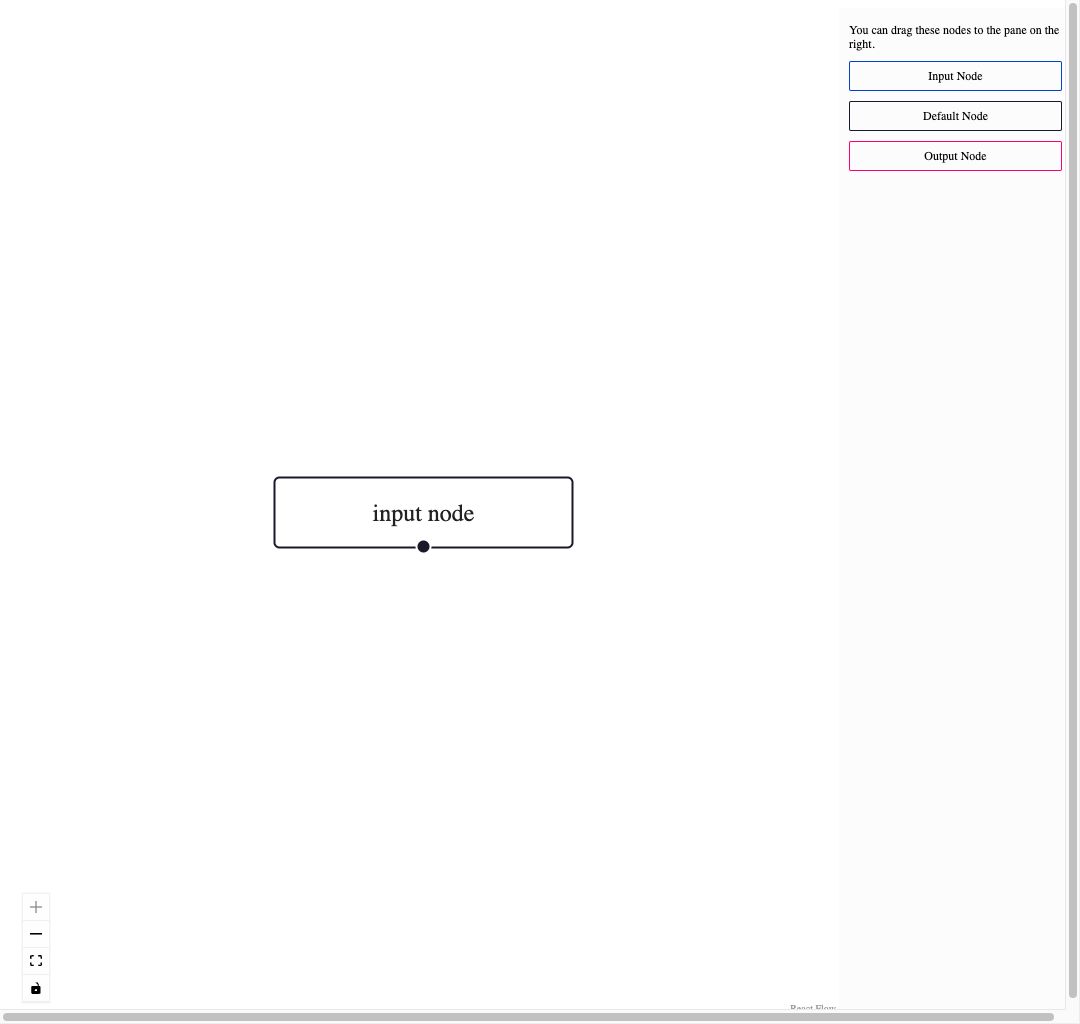 You can drag these nodes to the pane on the
right.
Input Node
Default Node
Output Node
input node
React Flow